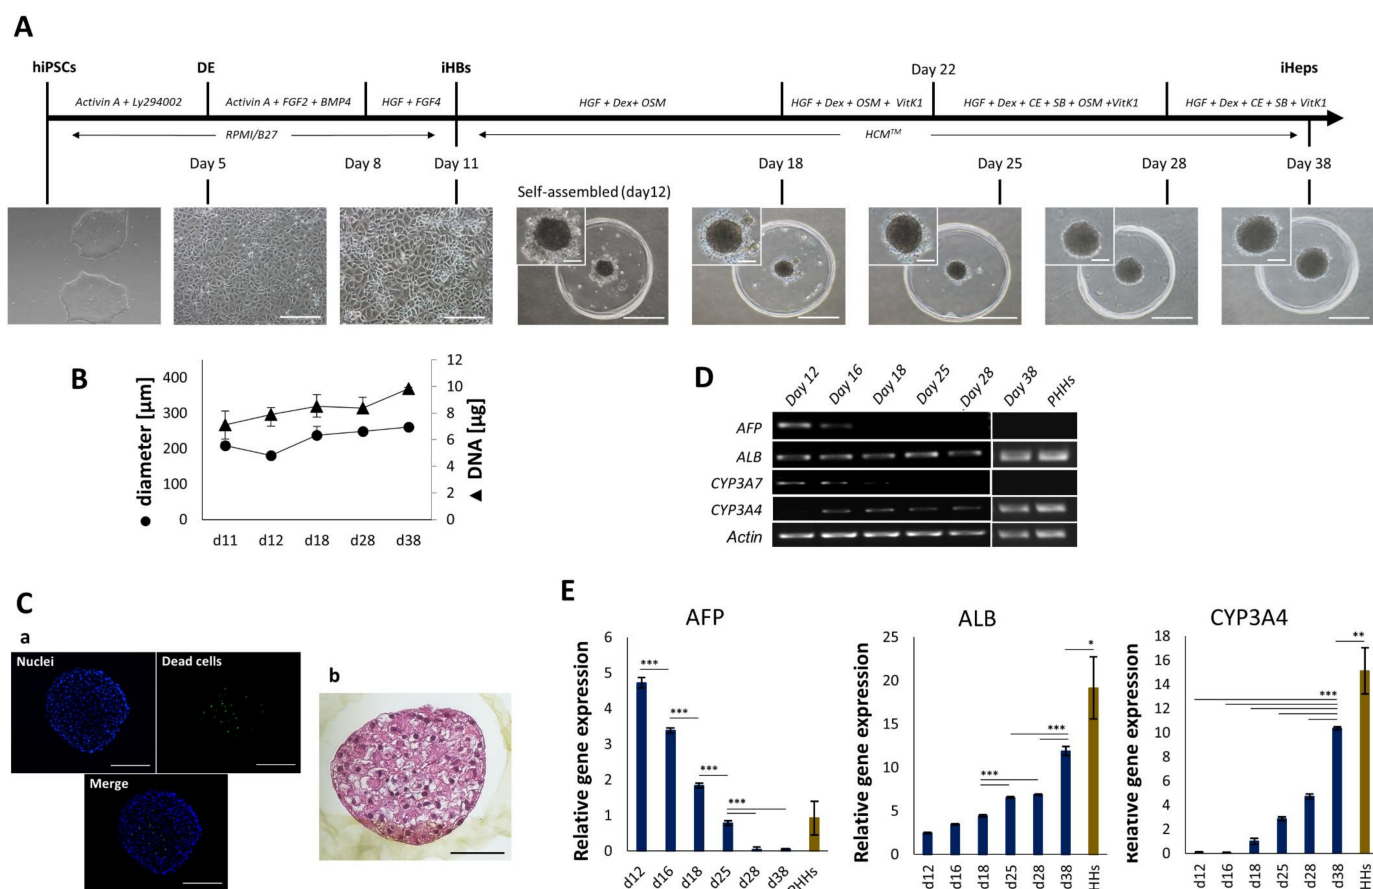 A
hiPSCs DE iHBs Day 22 iHeps
Activin A + Ly294002 Activin A + FGF2 + BMP4 HGF + FGF4 HGF + Dex+ OSM HGF + Dex + OSM + VitK1 HGF + Dex + CE + SB + OSM +VitK1 HGF + Dex + CE + SB + VitK1
RPMI/B27 HCM™
Day 5 Day 8 Day 11 Day 18 Day 25 Day 28 Day 38
Self-assembled (day12)
B
● diameter [µm]
400
300
200
100
0
12
10
8
6
4
2
0
▲ DNA [µg]
d11 d12 d18 d28 d38
C
a
Nuclei
Dead cells
Merge
b
D
Day 12 Day 16 Day 18 Day 25 Day 28 Day 38 PHHs
AFP
ALB
CYP3A7
CYP3A4
Actin
E
AFP
Relative gene expression
6
5
4
3
2
1
0
***
***
***
***
d12 d16 d18 d25 d28 d38 PHHs
ALB
Relative gene expression
25
20
15
10
5
0
***
***
*
d12 d16 d18 d25 d28 d38 HHs
CYP3A4
Relative gene expression
18
16
14
12
10
8
6
4
2
0
***
**
d12 d16 d18 d25 d28 d38 HHs